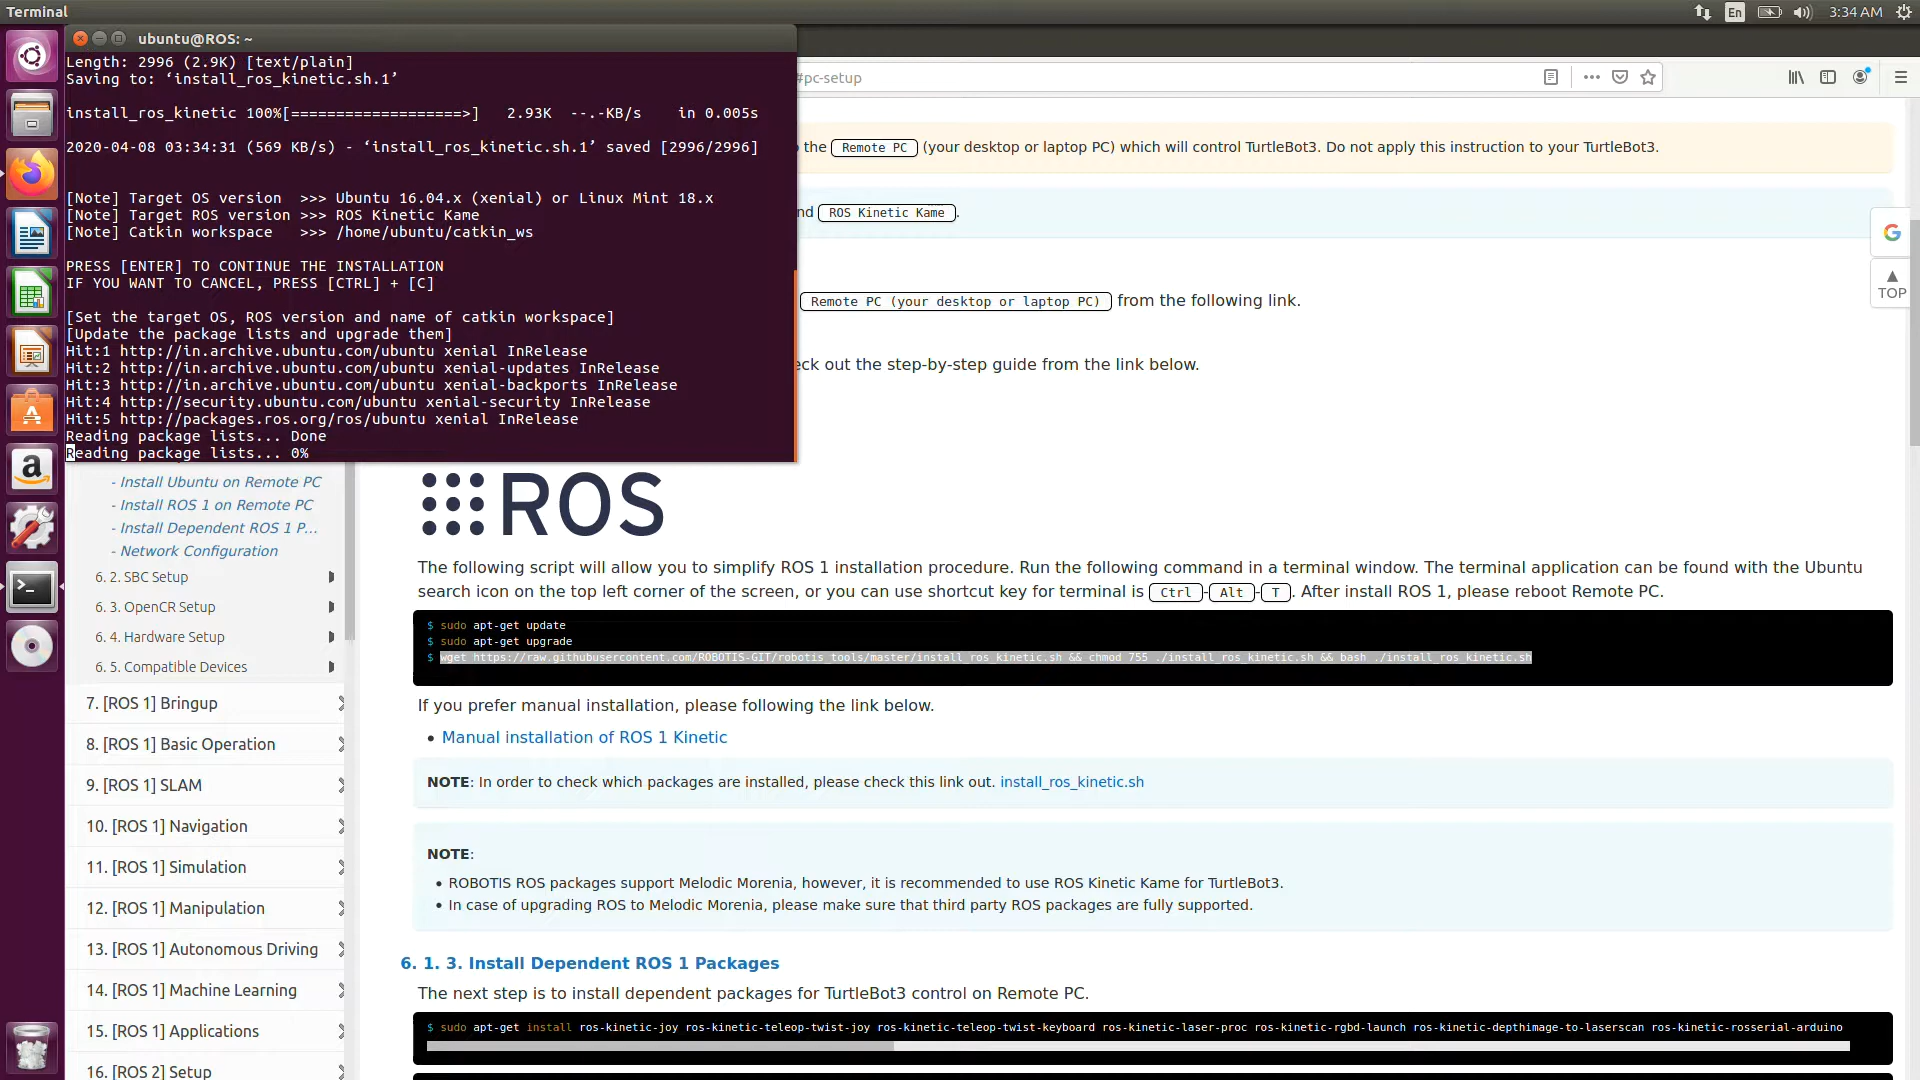 Terminal
En
3:34 AM
ubuntu@ROS: ~
Length: 2996 (2.9K) [text/plain]
Saving to: ‘install_ros_kinetic.sh.1’
install_ros_kinetic 100%[===================>]   2.93K  --.-KB/s    in 0.005s
2020-04-08 03:34:31 (569 KB/s) - ‘install_ros_kinetic.sh.1’ saved [2996/2996]
[Note] Target OS version  >>> Ubuntu 16.04.x (xenial) or Linux Mint 18.x
[Note] Target ROS version >>> ROS Kinetic Kame
[Note] Catkin workspace   >>> /home/ubuntu/catkin_ws
PRESS [ENTER] TO CONTINUE THE INSTALLATION
IF YOU WANT TO CANCEL, PRESS [CTRL] + [C]
[Set the target OS, ROS version and name of catkin workspace]
[Update the package lists and upgrade them]
Hit:1 http://in.archive.ubuntu.com/ubuntu xenial InRelease
Hit:2 http://in.archive.ubuntu.com/ubuntu xenial-updates InRelease
Hit:3 http://in.archive.ubuntu.com/ubuntu xenial-backports InRelease
Hit:4 http://security.ubuntu.com/ubuntu xenial-security InRelease
Hit:5 http://packages.ros.org/ros/ubuntu xenial InRelease
Reading package lists... Done
Reading package lists... 0%
#pc-setup
the Remote PC (your desktop or laptop PC) which will control TurtleBot3. Do not apply this instruction to your TurtleBot3.
ROS Kinetic Kame.
Remote PC (your desktop or laptop PC) from the following link.
out the step-by-step guide from the link below.
G
TOP
- Install Ubuntu on Remote PC
- Install ROS 1 on Remote PC
- Install Dependent ROS 1 P...
- Network Configuration
6. 2. SBC Setup
6. 3. OpenCR Setup
6. 4. Hardware Setup
6. 5. Compatible Devices
7. [ROS 1] Bringup
8. [ROS 1] Basic Operation
9. [ROS 1] SLAM
10. [ROS 1] Navigation
11. [ROS 1] Simulation
12. [ROS 1] Manipulation
13. [ROS 1] Autonomous Driving
14. [ROS 1] Machine Learning
15. [ROS 1] Applications
16. [ROS 2] Setup
ROS
The following script will allow you to simplify ROS 1 installation procedure. Run the following command in a terminal window. The terminal application can be found with the Ubuntu
search icon on the top left corner of the screen, or you can use shortcut key for terminal is Ctrl-Alt-T. After install ROS 1, please reboot Remote PC.
$ sudo apt-get update
$ sudo apt-get upgrade
$ wget https://raw.githubusercontent.com/ROBOTIS-GIT/robotis_tools/master/install_ros_kinetic.sh && chmod 755 ./install_ros_kinetic.sh && bash ./install_ros_kinetic.sh
If you prefer manual installation, please following the link below.
• Manual installation of ROS 1 Kinetic
NOTE: In order to check which packages are installed, please check this link out. install_ros_kinetic.sh
NOTE:
• ROBOTIS ROS packages support Melodic Morenia, however, it is recommended to use ROS Kinetic Kame for TurtleBot3.
• In case of upgrading ROS to Melodic Morenia, please make sure that third party ROS packages are fully supported.
6. 1. 3. Install Dependent ROS 1 Packages
The next step is to install dependent packages for TurtleBot3 control on Remote PC.
$ sudo apt-get install ros-kinetic-joy ros-kinetic-teleop-twist-joy ros-kinetic-teleop-twist-keyboard ros-kinetic-laser-proc ros-kinetic-rgbd-launch ros-kinetic-depthimage-to-laserscan ros-kinetic-rosserial-arduino